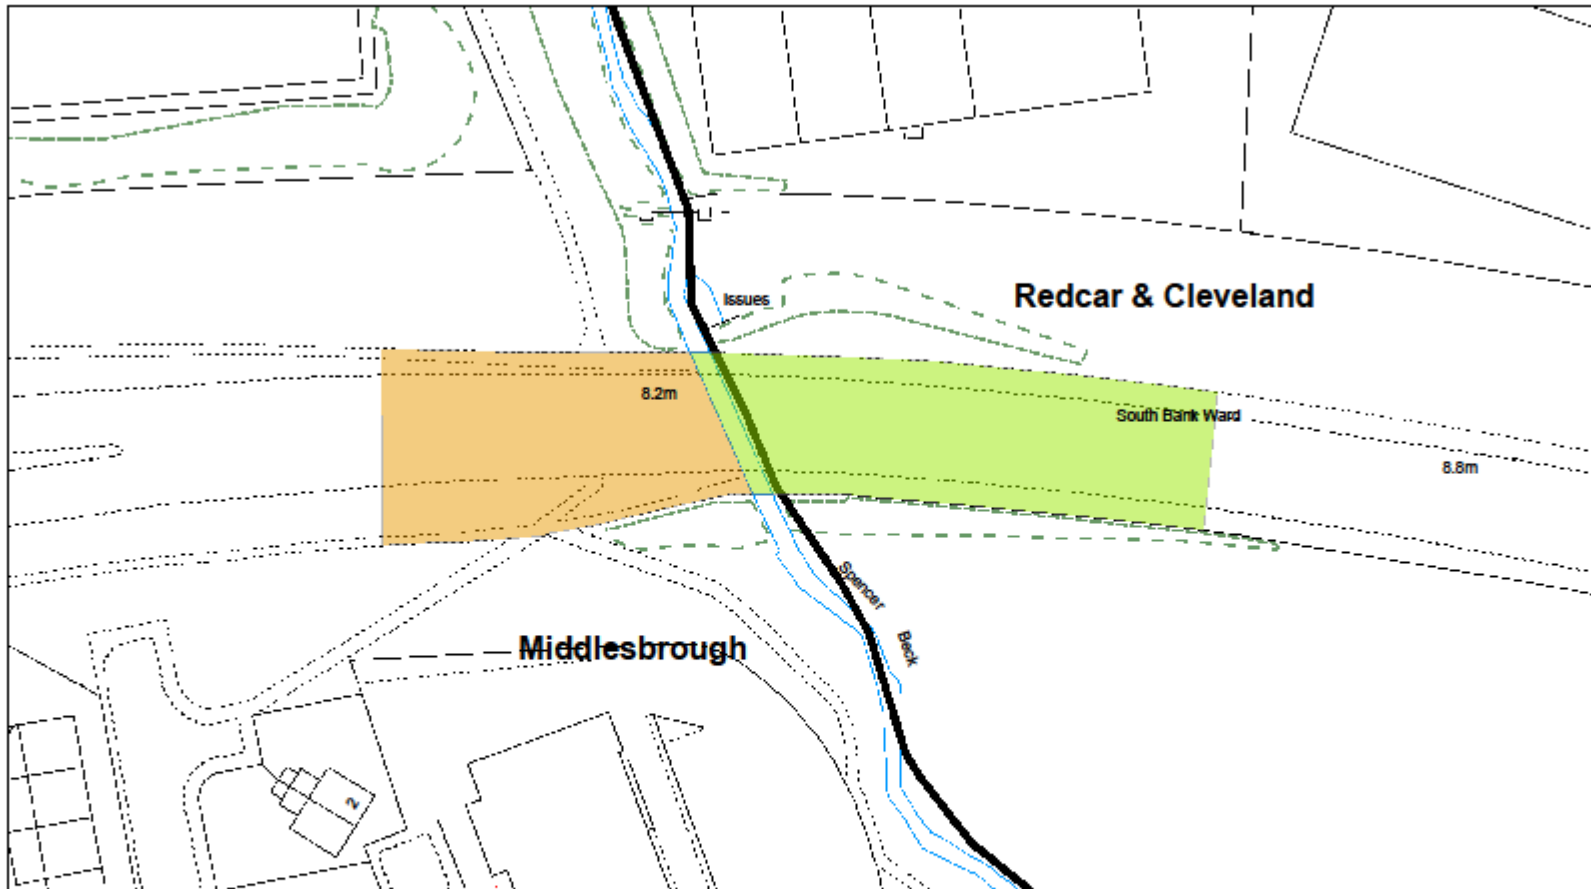 Issues
Redcar & Cleveland
8.2m
South Bank Ward
8.8m
Spencer
Beck
Middlesbrough
2